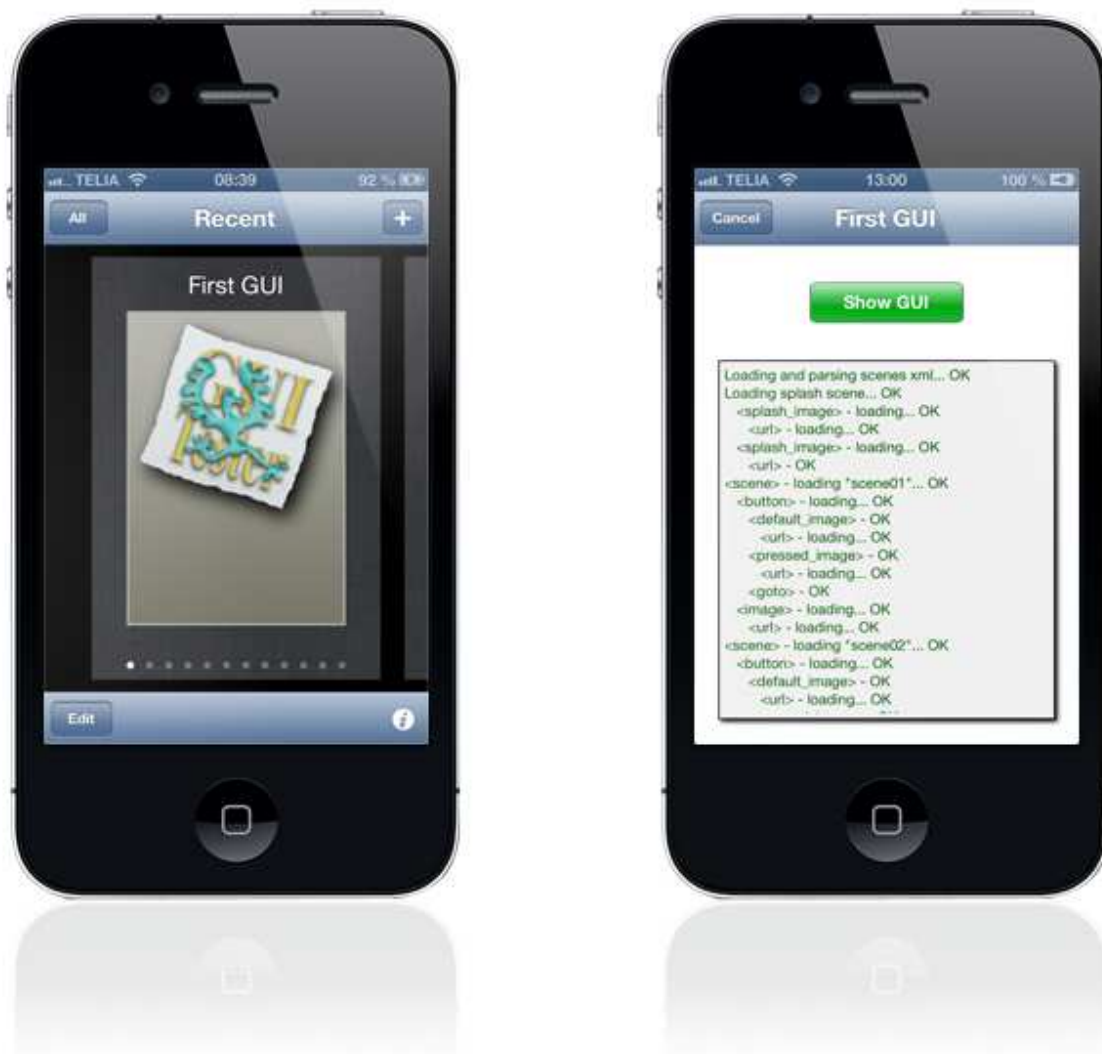 TELIA 08:39 92 %
All Recent +
First GUI
GUI
Edit i
TELIA 13:00 100 %
Cancel First GUI
Show GUI
Loading and parsing scenes xml... OK
Loading splash scene... OK
<splash_image> - loading... OK
<url> - loading... OK
<splash_image> - loading... OK
<url> - OK
<scene> - loading "scene01"... OK
<button> - loading... OK
<default_image> - OK
<url> - loading... OK
<pressed_image> - OK
<url> - loading... OK
<goto> - OK
<image> - loading... OK
<url> - loading... OK
<scene> - loading "scene02"... OK
<button> - loading... OK
<default_image> - OK
<url> - loading... OK